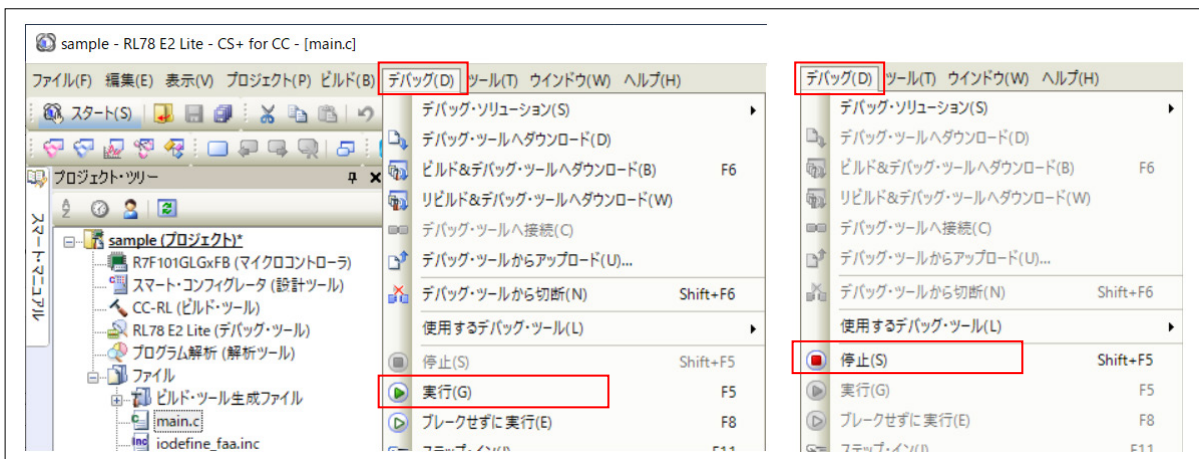 sample - RL78 E2 Lite - CS+ for CC - [main.c]
ファイル(F) 編集(E) 表示(V) プロジェクト(P) ビルド(B) デバッグ(D) ツール(T) ウインドウ(W) ヘルプ(H)
スタート(S)
プロジェクト・ツリー
スマートマニュアル
sample (プロジェクト)*
R7F101GLGxFB (マイクロコントローラ)
スマート・コンフィグレータ (設計ツール)
CC-RL (ビルド・ツール)
RL78 E2 Lite (デバッグ・ツール)
プログラム解析 (解析ツール)
ファイル
ビルド・ツール生成ファイル
main.c
iodefine_faa.inc
デバッグ・ソリューション(S)
デバッグ・ツールへダウンロード(D)
ビルド&デバッグ・ツールへダウンロード(B) F6
リビルド&デバッグ・ツールへダウンロード(W)
デバッグ・ツールへ接続(C)
デバッグ・ツールからアップロード(U)...
デバッグ・ツールから切断(N) Shift+F6
使用するデバッグ・ツール(L)
停止(S) Shift+F5
実行(G) F5
ブレークせずに実行(E) F8
ステップ・イン(I) F11
デバッグ(D) ツール(T) ウインドウ(W) ヘルプ(H)
デバッグ・ソリューション(S)
デバッグ・ツールへダウンロード(D)
ビルド&デバッグ・ツールへダウンロード(B) F6
リビルド&デバッグ・ツールへダウンロード(W)
デバッグ・ツールへ接続(C)
デバッグ・ツールからアップロード(U)...
デバッグ・ツールから切断(N) Shift+F6
使用するデバッグ・ツール(L)
停止(S) Shift+F5
実行(G) F5
ブレークせずに実行(E) F8
ステップ・イン(I) F11